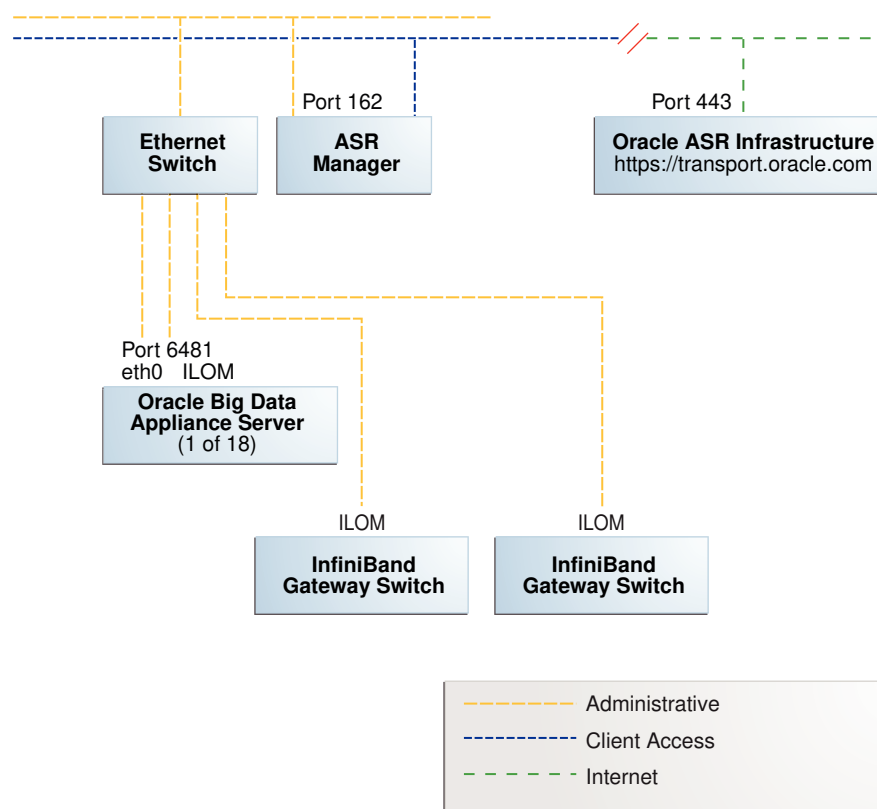 Port 162
Port 443
Ethernet
Switch
ASR
Manager
Oracle ASR Infrastructure
https://transport.oracle.com
Port 6481
eth0 ILOM
Oracle Big Data
Appliance Server
(1 of 18)
ILOM
ILOM
InfiniBand
Gateway Switch
InfiniBand
Gateway Switch
Administrative
Client Access
Internet